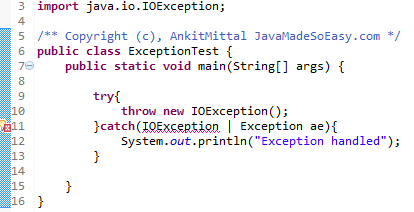 3 import java.io.IOException;
4
5 /** Copyright (c), AnkitMittal JavaMadeSoEasy.com */
6 public class ExceptionTest {
7 public static void main(String[] args) {
8
9 try{
10 throw new IOException();
11 }catch(IOException | Exception ae){
12 System.out.println("Exception handled");
13 }
14
15 }
16 }